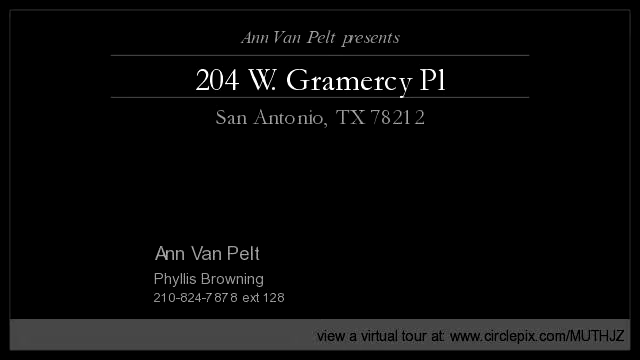 Ann Van Pelt presents
204 W. Gramercy Pl
San Antonio, TX 78212
Ann Van Pelt
Phyllis Browning
210-824-7878 ext 128
view a virtual tour at: www.circlepix.com/MUTHJZ